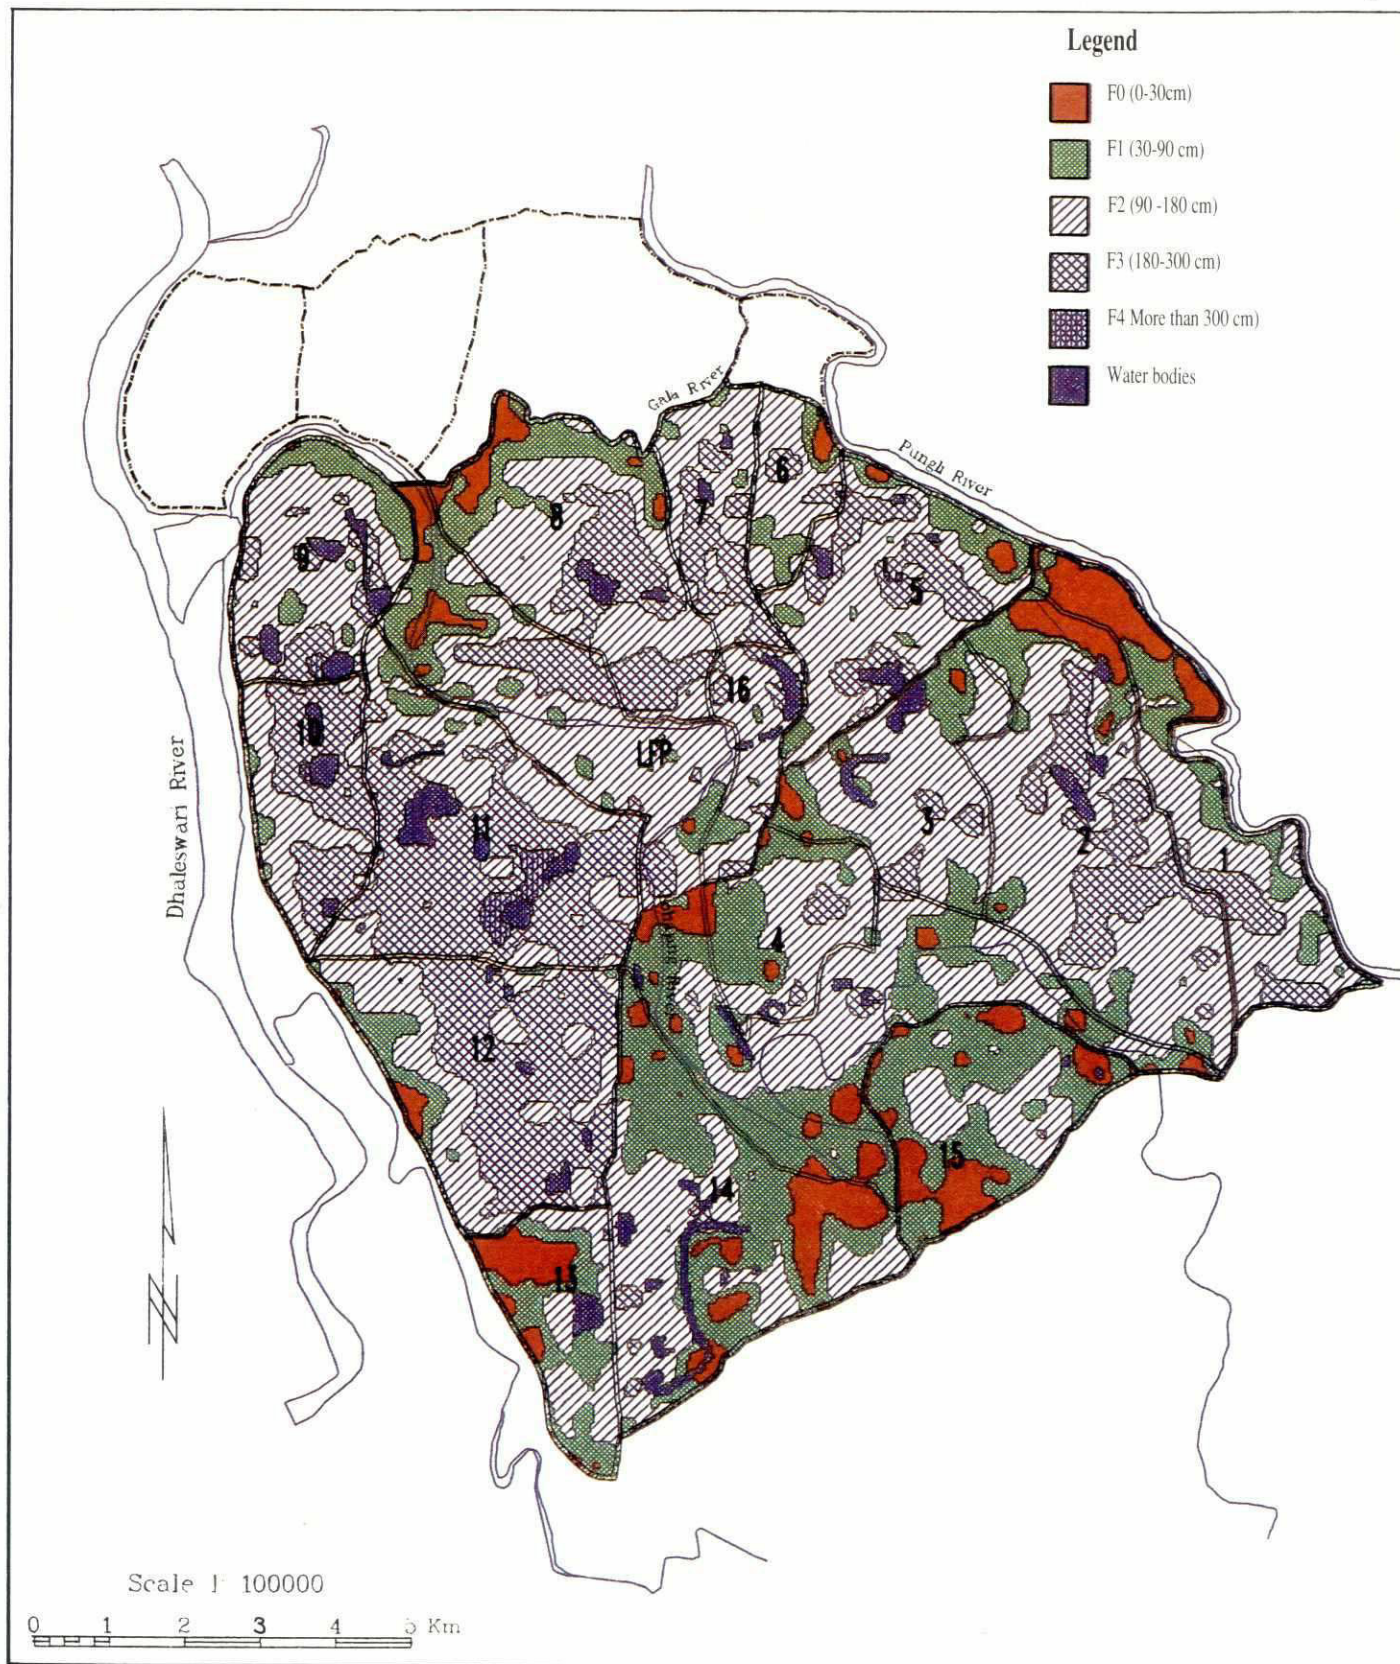 Legend
F0 (0-30cm)
F1 (30-90 cm)
F2 (90 -180 cm)
F3 (180-300 cm)
F4 More than 300 cm)
Water bodies
Gala River
Pungli River
6
8
7
9
5
16
10
LFP
11
3
2
1
Dhaleswari River
4
River
12
15
14
13
N
Scale 1: 100000
0 1 2 3 4 5 Km